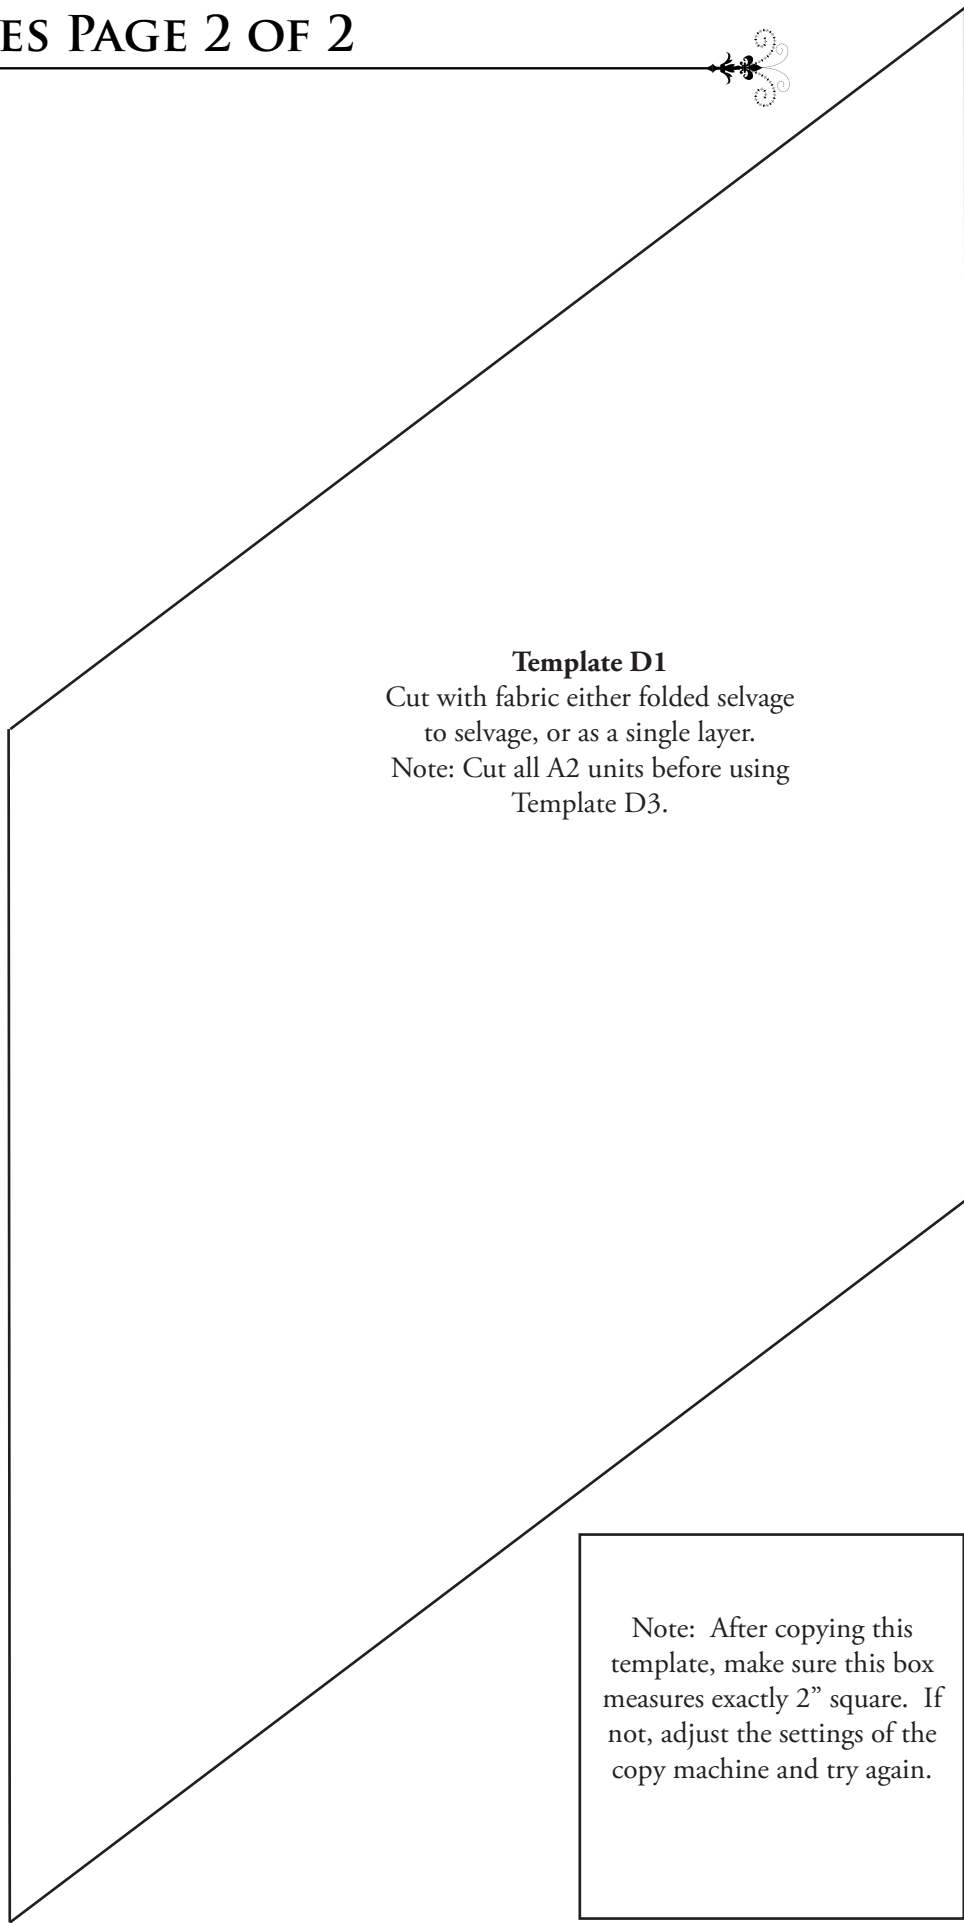 ES PAGE 2 OF 2
Template D1
Cut with fabric either folded selvage
to selvage, or as a single layer.
Note: Cut all A2 units before using
Template D3.
Note: After copying this
template, make sure this box
measures exactly 2” square. If
not, adjust the settings of the
copy machine and try again.